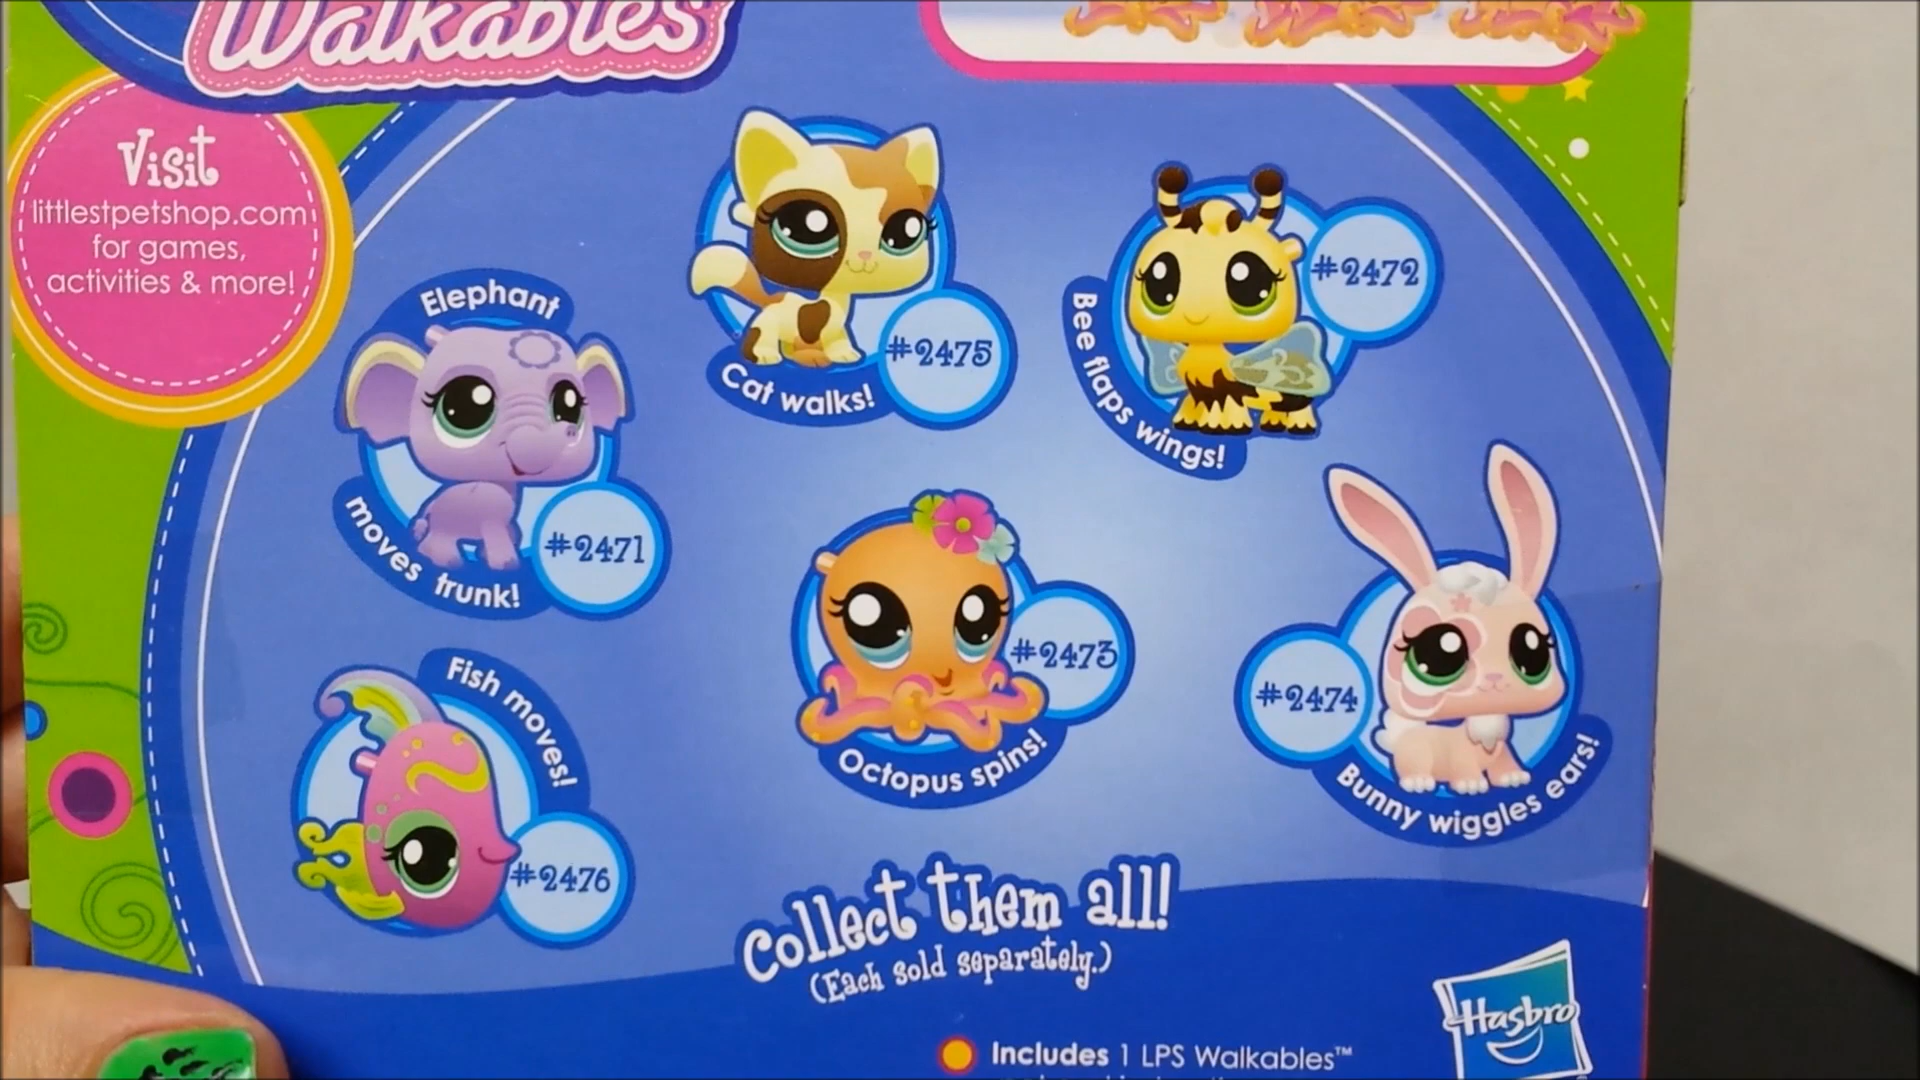 Walkables
Visit
littlestpetshop.com
for games,
activities & more!
Elephant
moves trunk!
#2471
Cat walks!
#2475
Bee flaps wings!
#2472
Fish moves!
#2476
Octopus spins!
#2473
Bunny wiggles ears!
#2474
Collect them all!
(Each sold separately.)
Includes 1 LPS Walkables™
Hasbro